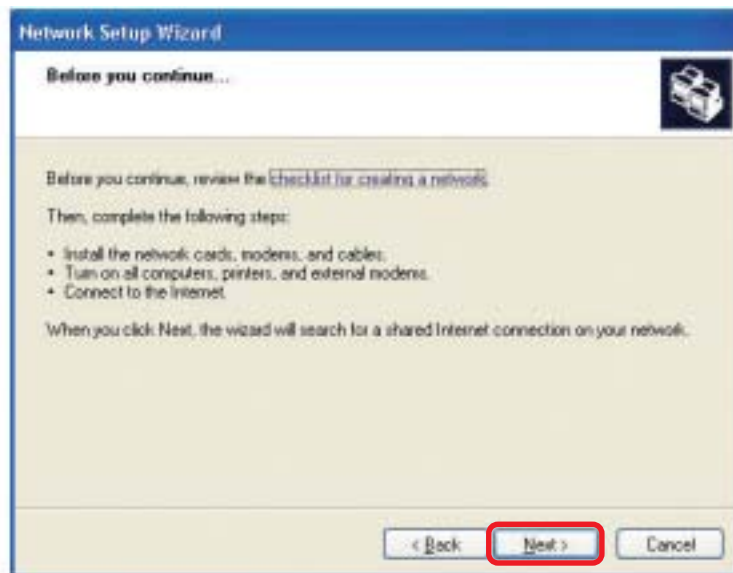 Network Setup Wizard
Before you continue...
Before you continue, review the checklist for creating a network.
Then, complete the following steps:
• Install the network cards, modems, and cables.
• Turn on all computers, printers, and external modems.
• Connect to the Internet.
When you click Next, the wizard will search for a shared Internet connection on your network.
< Back
Next >
Cancel